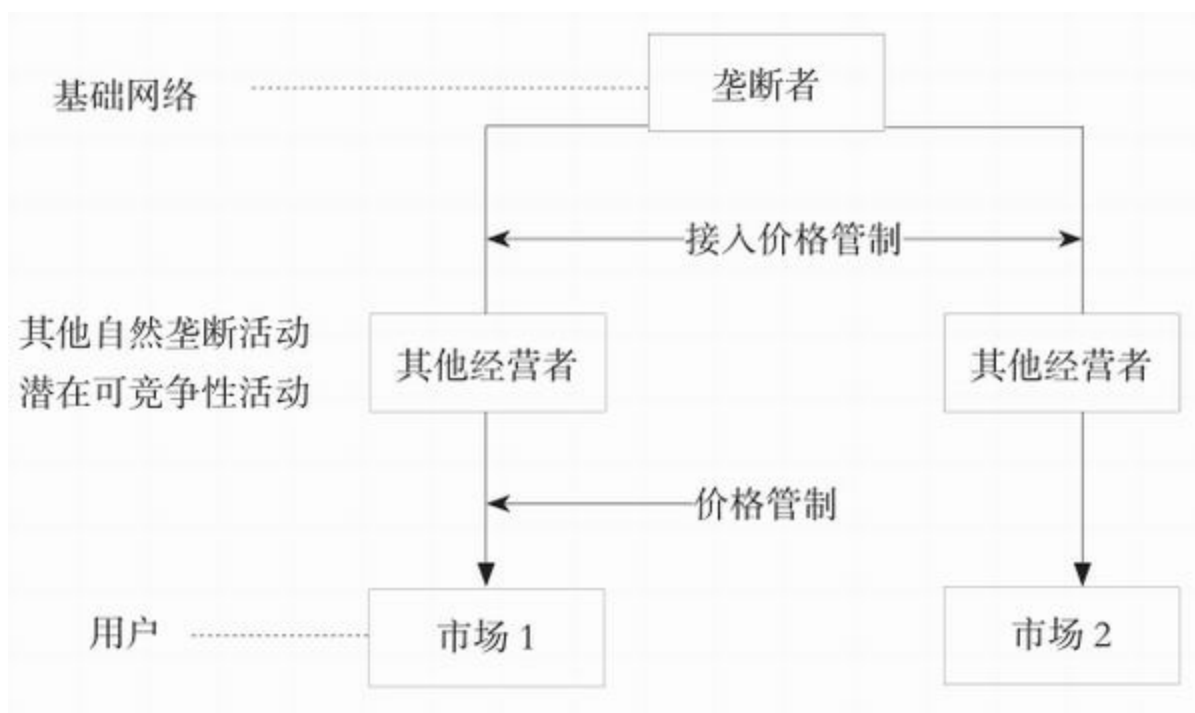 基础网络
垄断者
接入价格管制
其他自然垄断活动
潜在可竞争性活动
其他经营者
其他经营者
价格管制
用户
市场 1
市场 2